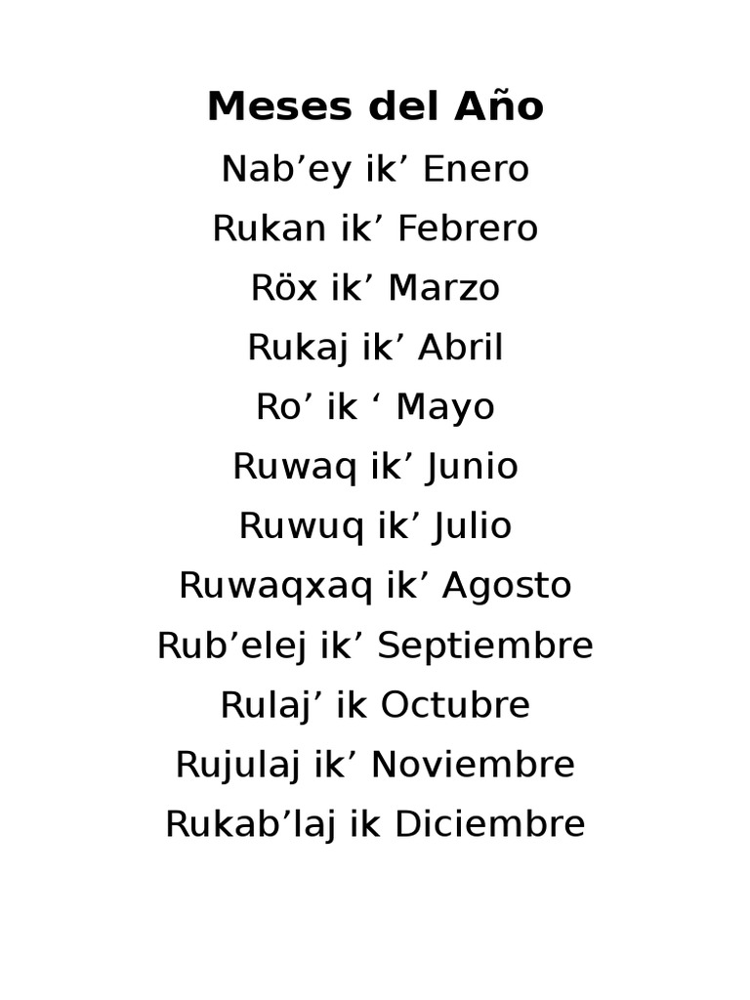 Meses del Año
Nab’ey ik’ Enero
Rukan ik’ Febrero
Röx ik’ Marzo
Rukaj ik’ Abril
Ro’ ik ‘ Mayo
Ruwaq ik’ Junio
Ruwuq ik’ Julio
Ruwaqxaq ik’ Agosto
Rub’elej ik’ Septiembre
Rulaj’ ik Octubre
Rujulaj ik’ Noviembre
Rukab’laj ik Diciembre